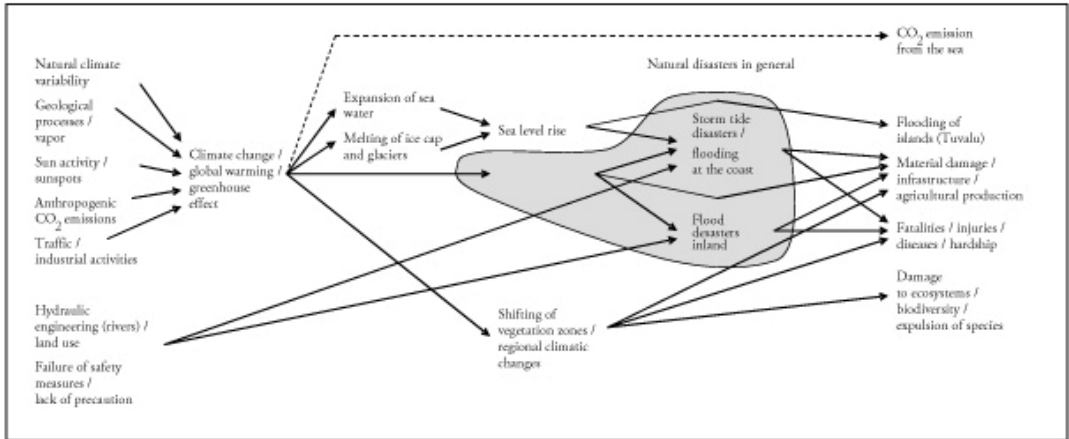 Natural climate
variability
Geological
processes /
vapor
Sun activity /
sunspots
Anthropogenic
CO2 emissions
Traffic /
industrial activities
Hydraulic
engineering (rivers) /
land use
Failure of safety
measures /
lack of precaution
Climate change /
global warming /
greenhouse
effect
Expansion of sea
water
Melting of ice cap
and glaciers
Sea level rise
Shifting of
vegetation zones /
regional climatic
changes
Natural disasters in general
Storm tide
disasters /
flooding
at the coast
Flood
desasters
inland
CO2 emission
from the sea
Flooding of
islands (Tuvalu)
Material damage /
infrastructure /
agricultural production
Fatalities / injuries /
diseases / hardship
Damage
to ecosystems /
biodiversity /
expulsion of species